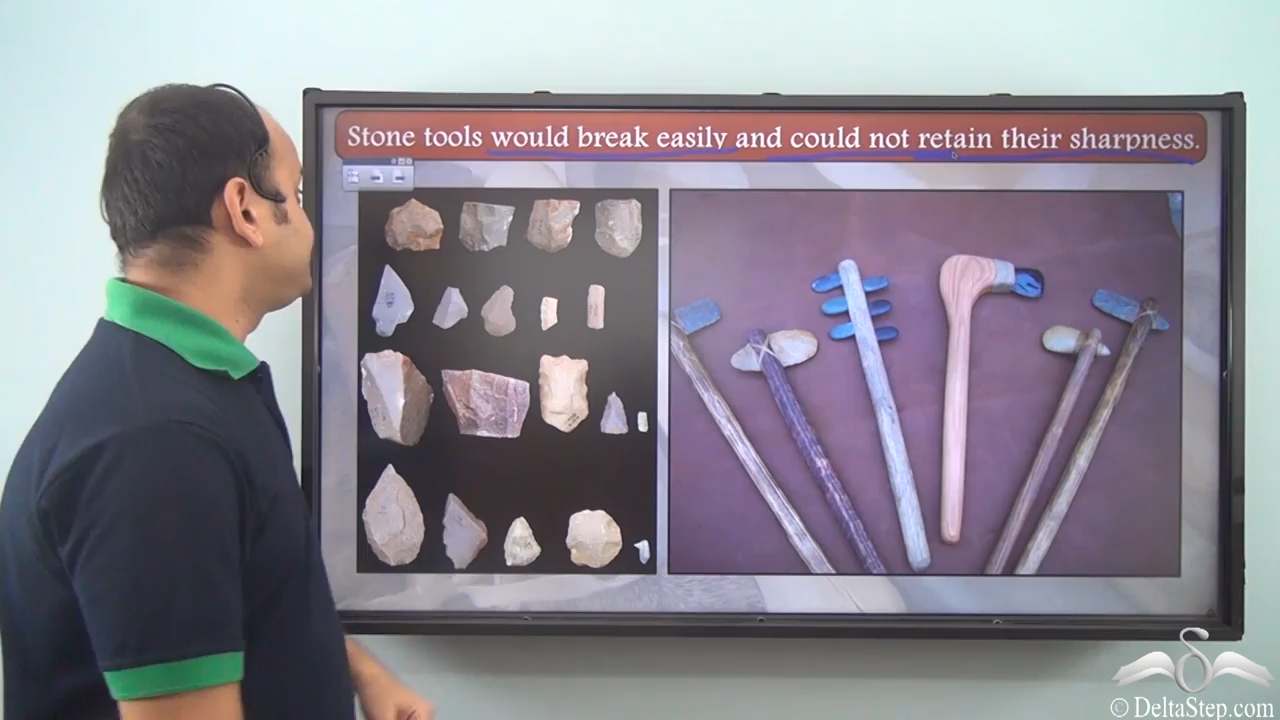 Stone tools would break easily and could not retain their sharpness.
© DeltaStep.com